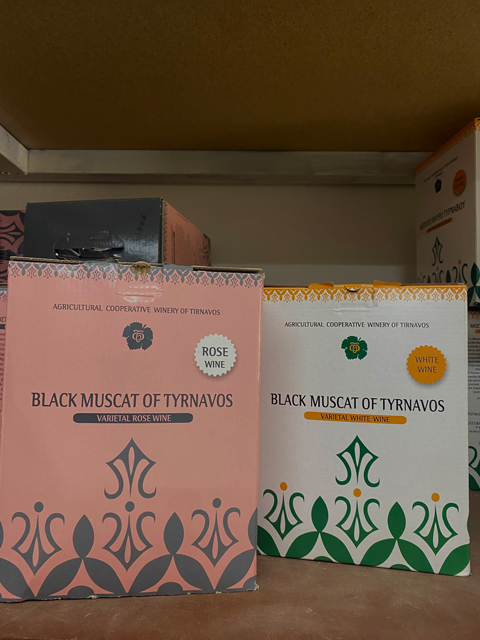 AGRICULTURAL COOPERATIVE WINERY OF TIRNAVOS
ROSE
WINE
BLACK MUSCAT OF TYRNAVOS
VARIETAL ROSE WINE
AGRICULTURAL COOPERATIVE WINERY OF TIRNAVOS
WHITE
WINE
BLACK MUSCAT OF TYRNAVOS
VARIETAL WHITE WINE